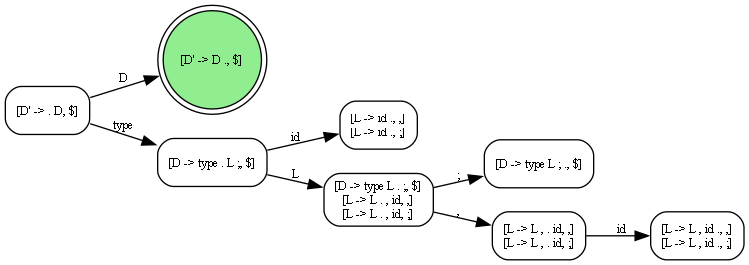 [D' -> . D, $]
D
[D' -> D ., $]
type
[D -> type . L ;, $]
id
[L -> id ., ,]
[L -> id ., ;]
L
[D -> type L . ;, $]
[L -> L . , id, ,]
[L -> L . , id, ;]
;
[D -> type L ; ., $]
,
[L -> L , . id, ,]
[L -> L , . id, ;]
id
[L -> L , id ., ,]
[L -> L , id ., ;]